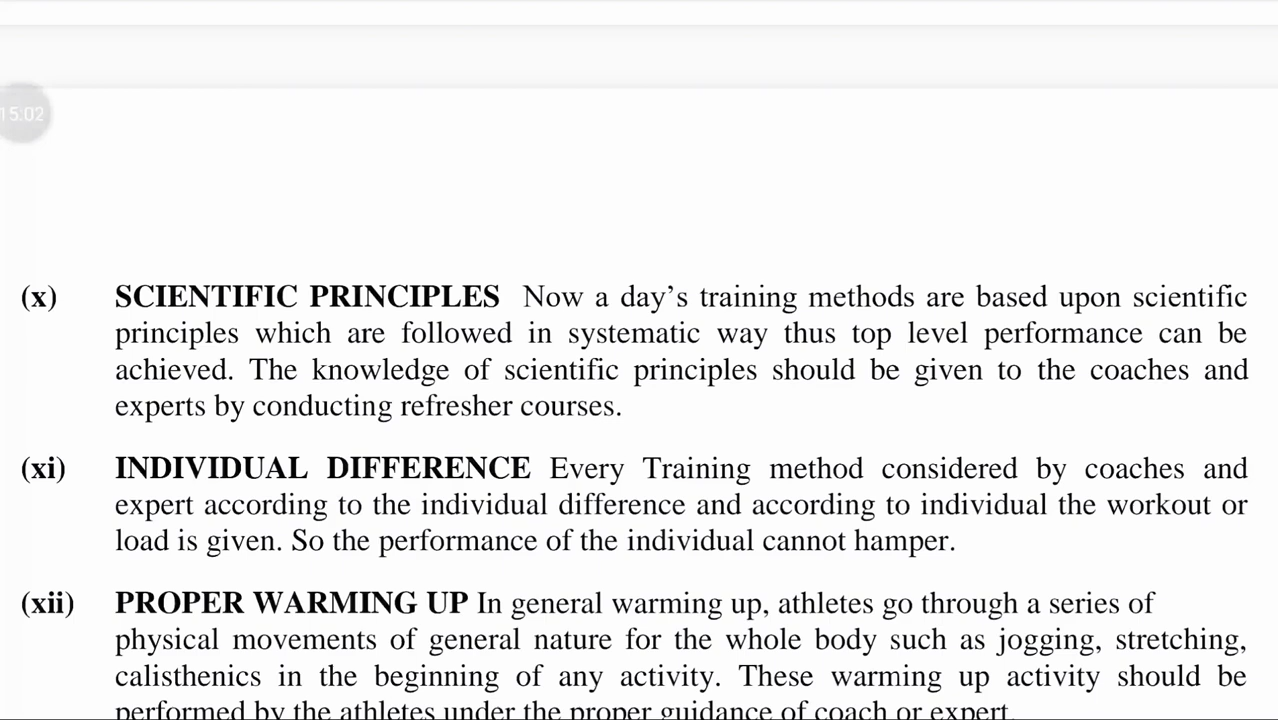 15:02
(x) SCIENTIFIC PRINCIPLES Now a day’s training methods are based upon scientific
principles which are followed in systematic way thus top level performance can be
achieved. The knowledge of scientific principles should be given to the coaches and
experts by conducting refresher courses.
(xi) INDIVIDUAL DIFFERENCE Every Training method considered by coaches and
expert according to the individual difference and according to individual the workout or
load is given. So the performance of the individual cannot hamper.
(xii) PROPER WARMING UP In general warming up, athletes go through a series of
physical movements of general nature for the whole body such as jogging, stretching,
calisthenics in the beginning of any activity. These warming up activity should be
performed by the athletes under the proper guidance of coach or expert.